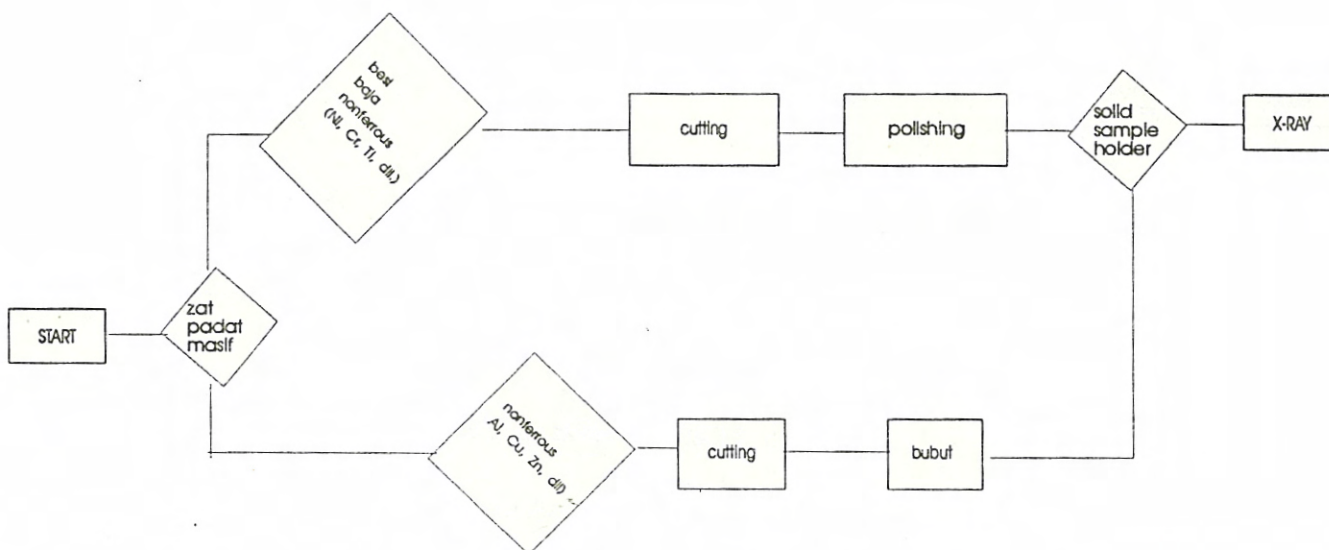 START
zat
padat
masif
besi
baja
nonferrous
(Ni, Cr, Ti, dll.)
cutting
polishing
solid
sample
holder
X-RAY
nonferrous
Al, Cu, Zn, dll)
cutting
bubut